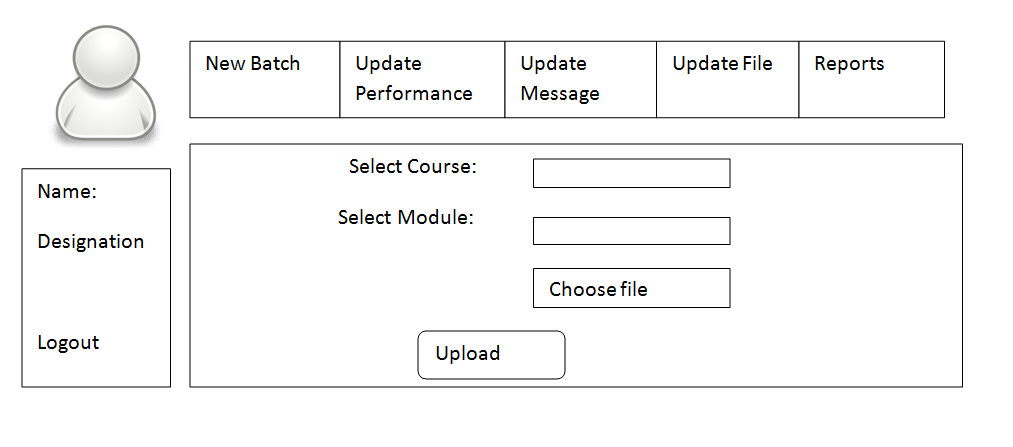 New Batch
Update
Performance
Update
Message
Update File
Reports
Name:
Designation
Logout
Select Course:
Select Module:
Choose file
Upload